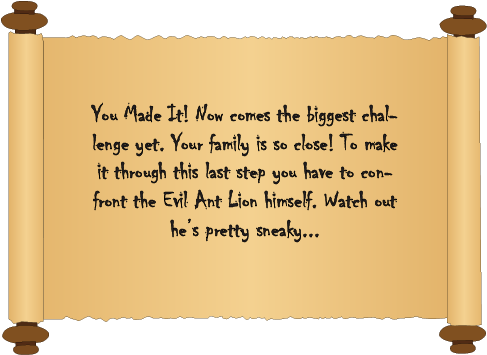 You Made It! Now comes the biggest chal-
lenge yet. Your family is so close! To make
it through this last step you have to con-
front the Evil Ant Lion himself. Watch out
he's pretty sneaky...